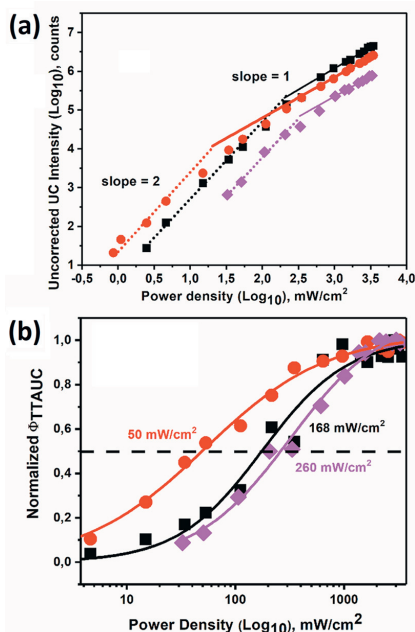 (a)
Uncorrected UC Intensity (Log10), counts
7
6
5
4
3
2
1
slope = 1
slope = 2
-0,5 0,0 0,5 1,0 1,5 2,0 2,5 3,0 3,5 4,0
Power density (Log10), mW/cm2
(b)
Normalized ΦTTAUC
1,0
0,8
0,6
0,4
0,2
0,0
50 mW/cm2
168 mW/cm2
260 mW/cm2
10 100 1000
Power Density (Log10), mW/cm2